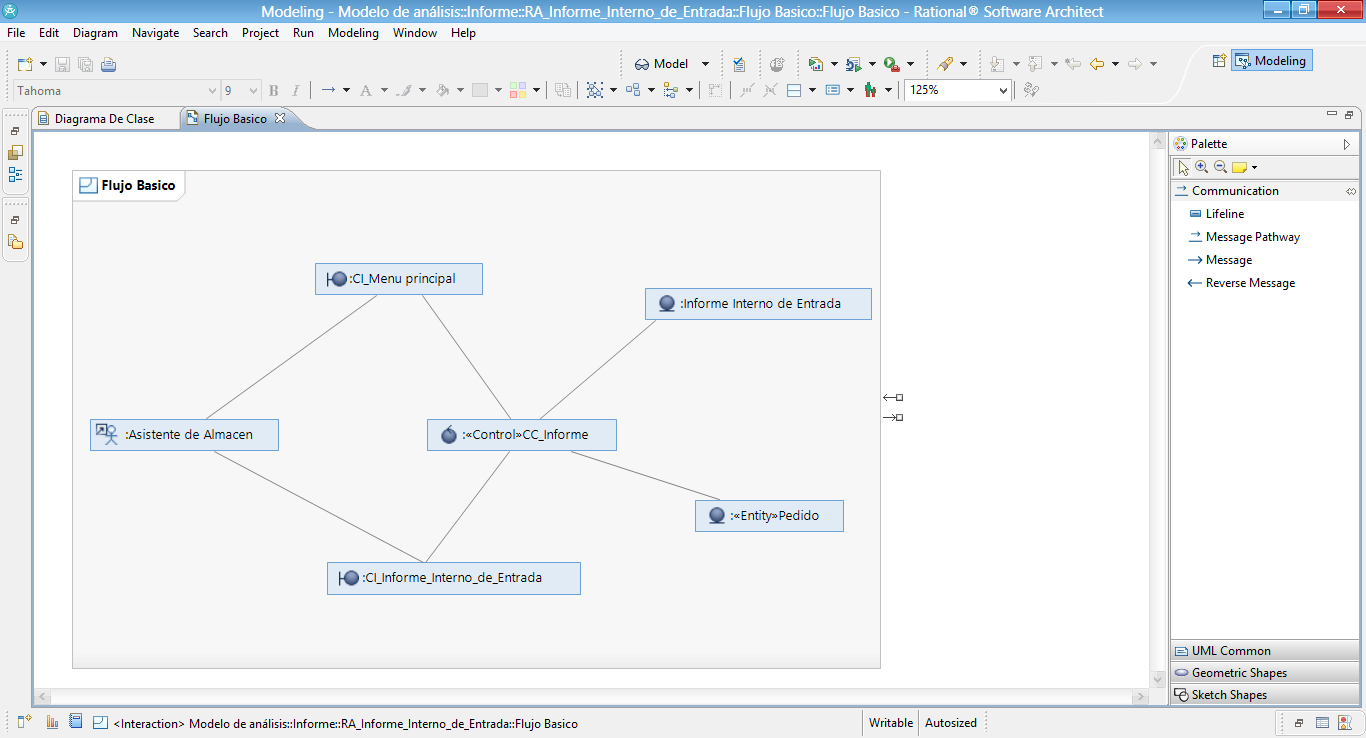 Modeling - Modelo de análisis::Informe::RA_Informe_Interno_de_Entrada::Flujo Basico::Flujo Basico - Rational® Software Architect
File Edit Diagram Navigate Search Project Run Modeling Window Help
Model
Modeling
Tahoma 9 B I A 125%
Diagrama De Clase Flujo Basico
Palette
Flujo Basico
Communication
Lifeline
Message Pathway
Message
Reverse Message
:CI_Menu principal
:Informe Interno de Entrada
:Asistente de Almacen
:«Control»CC_Informe
:«Entity»Pedido
:CI_Informe_Interno_de_Entrada
UML Common
Geometric Shapes
Sketch Shapes
<Interaction> Modelo de análisis::Informe::RA_Informe_Interno_de_Entrada::Flujo Basico Writable Autosized